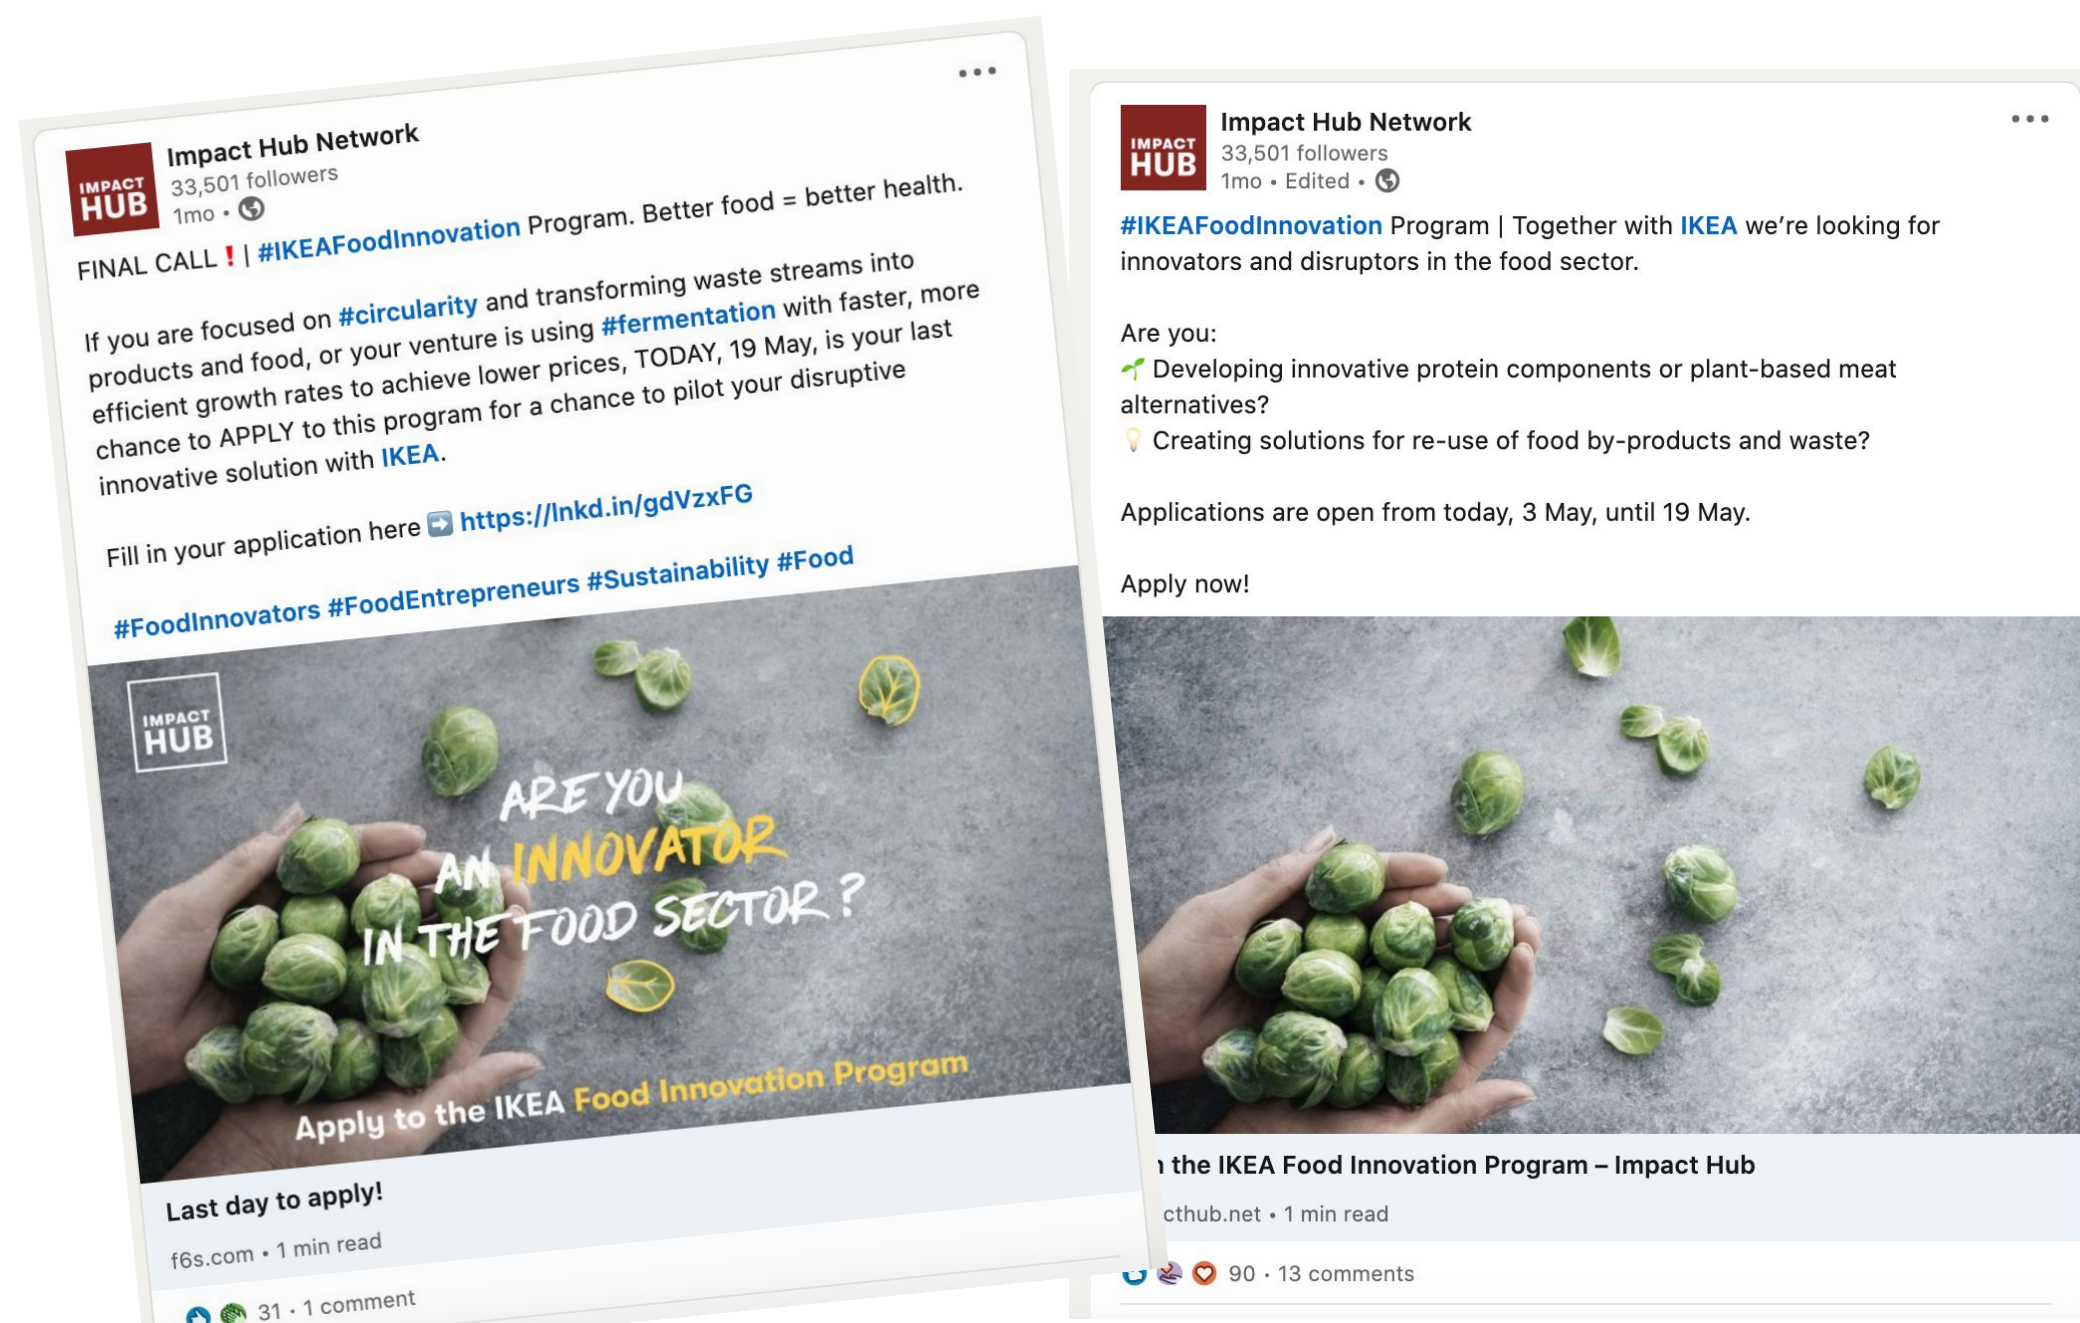 IMPACT
HUB
Impact Hub Network
33,501 followers
1mo •
FINAL CALL ❗ | #IKEAFoodInnovation Program. Better food = better health.
If you are focused on #circularity and transforming waste streams into
products and food, or your venture is using #fermentation with faster, more
efficient growth rates to achieve lower prices, TODAY, 19 May, is your last
chance to APPLY to this program for a chance to pilot your disruptive
innovative solution with IKEA.
Fill in your application here ➡️ https://lnkd.in/gdVzxFG
#FoodInnovators #FoodEntrepreneurs #Sustainability #Food
IMPACT
HUB
ARE YOU
AN INNOVATOR
IN THE FOOD SECTOR?
Apply to the IKEA Food Innovation Program
Last day to apply!
f6s.com • 1 min read
31 · 1 comment
IMPACT
HUB
Impact Hub Network
33,501 followers
1mo • Edited •
#IKEAFoodInnovation Program | Together with IKEA we’re looking for
innovators and disruptors in the food sector.
Are you:
🌱 Developing innovative protein components or plant-based meat
alternatives?
💡 Creating solutions for re-use of food by-products and waste?
Applications are open from today, 3 May, until 19 May.
Apply now!
the IKEA Food Innovation Program – Impact Hub
cthub.net • 1 min read
90 · 13 comments